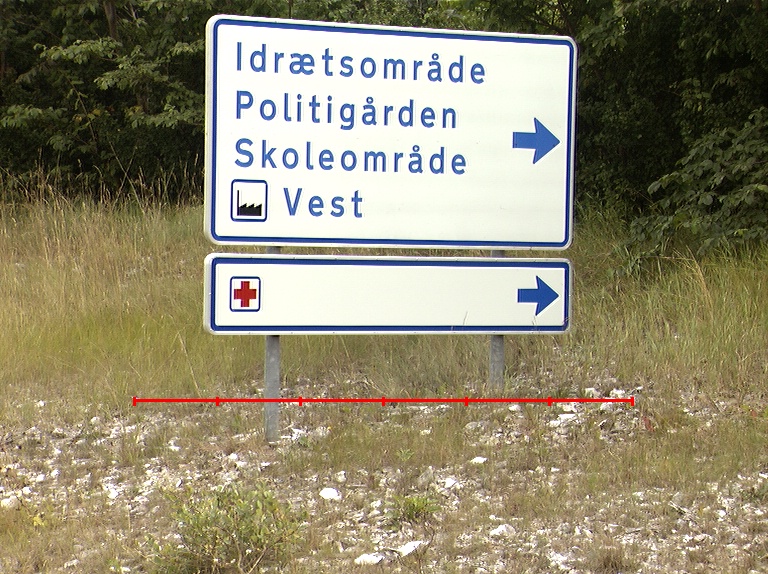 Idrætsområde
Politigården
Skoleområde
Vest